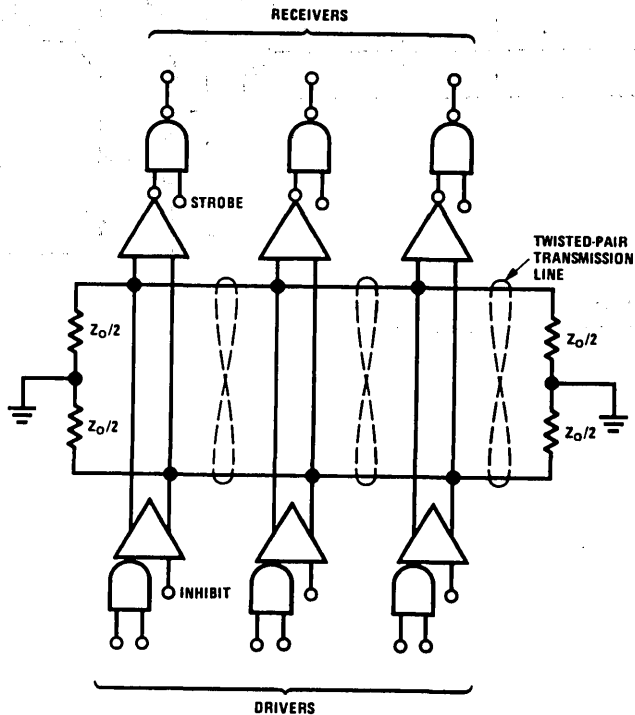 RECEIVERS
STROBE
TWISTED-PAIR
TRANSMISSION
LINE
Z₀/2
Z₀/2
Z₀/2
Z₀/2
INHIBIT
DRIVERS